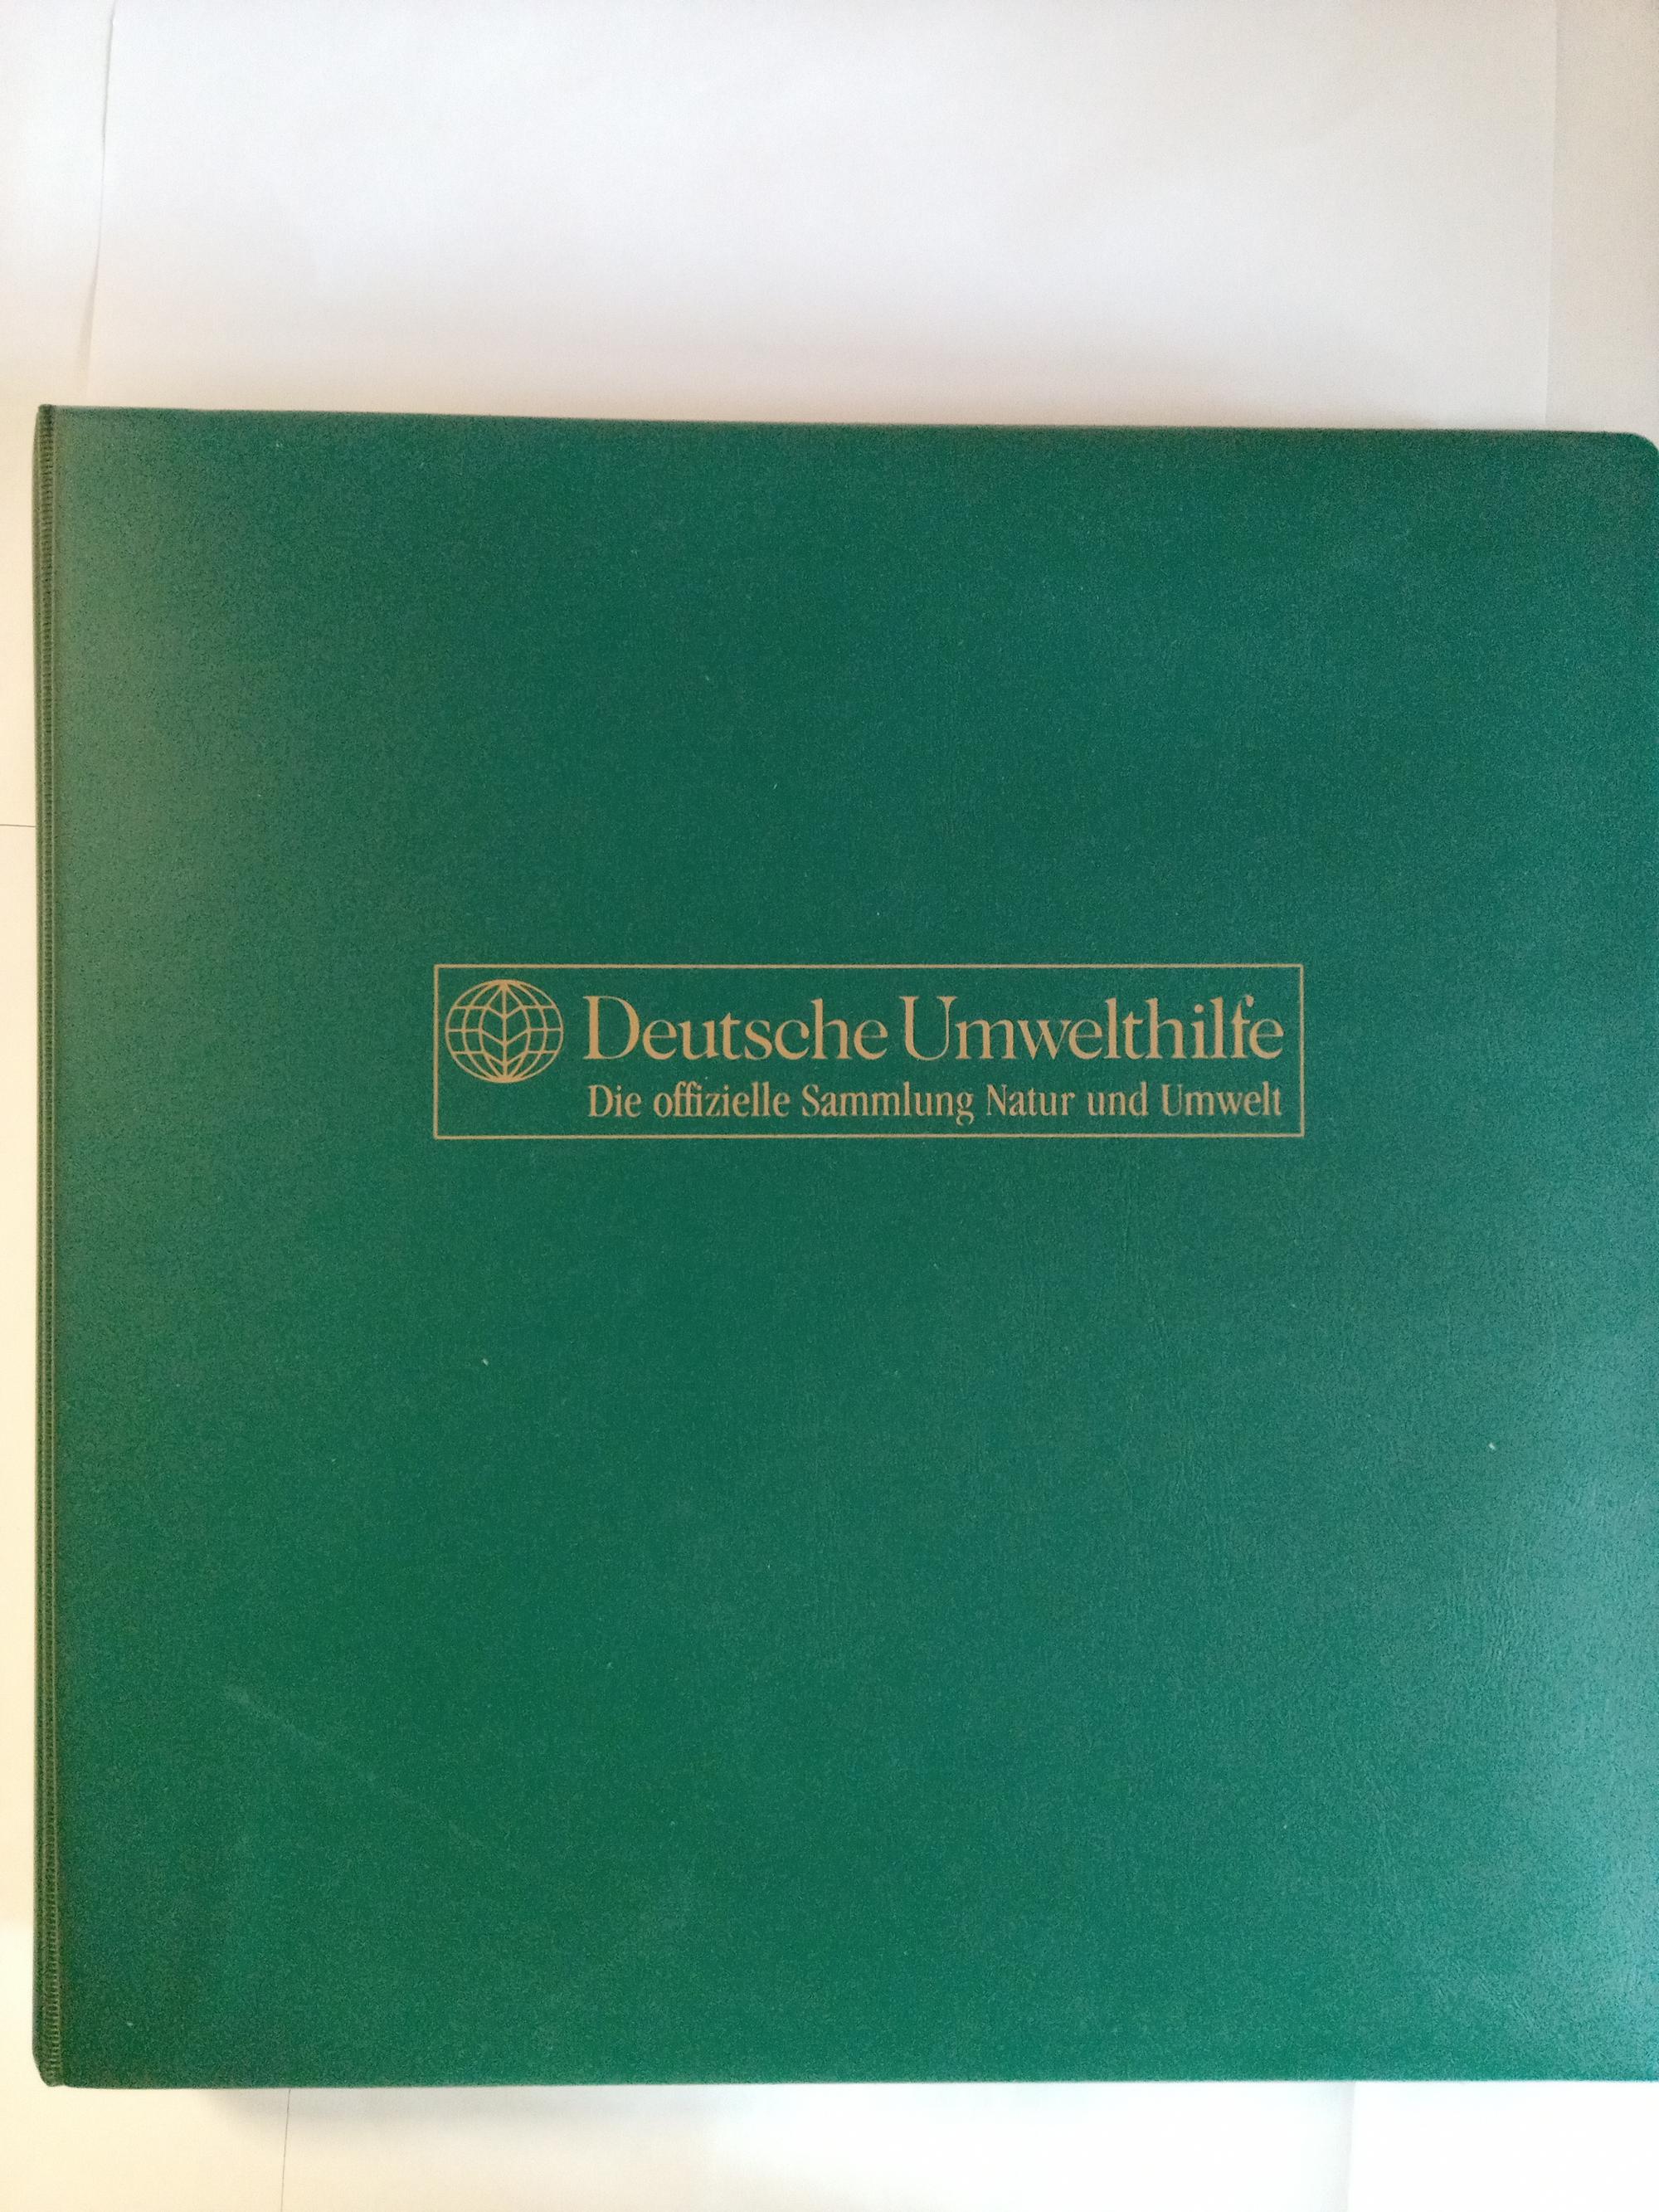 Deutsche Umwelthilfe
Die offizielle Sammlung Natur und Umwelt